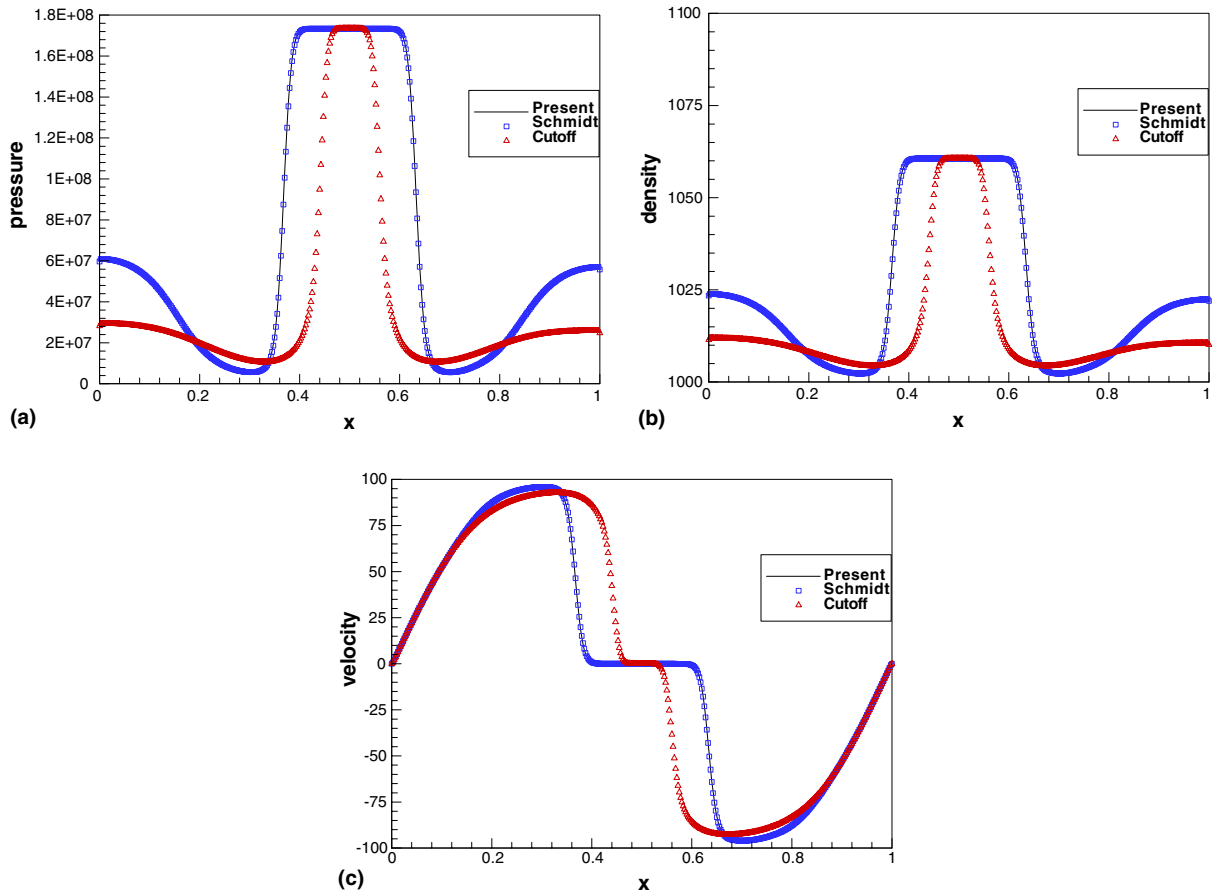 1.8E+08
1.6E+08
1.4E+08
1.2E+08
1E+08
8E+07
6E+07
4E+07
2E+07
0
pressure
Present
Schmidt
Cutoff
0 0.2 0.4 0.6 0.8 1
x
(a)
1100
1075
1050
1025
1000
density
Present
Schmidt
Cutoff
0 0.2 0.4 0.6 0.8 1
x
(b)
100
75
50
25
0
-25
-50
-75
-100
velocity
Present
Schmidt
Cutoff
0 0.2 0.4 0.6 0.8 1
x
(c)